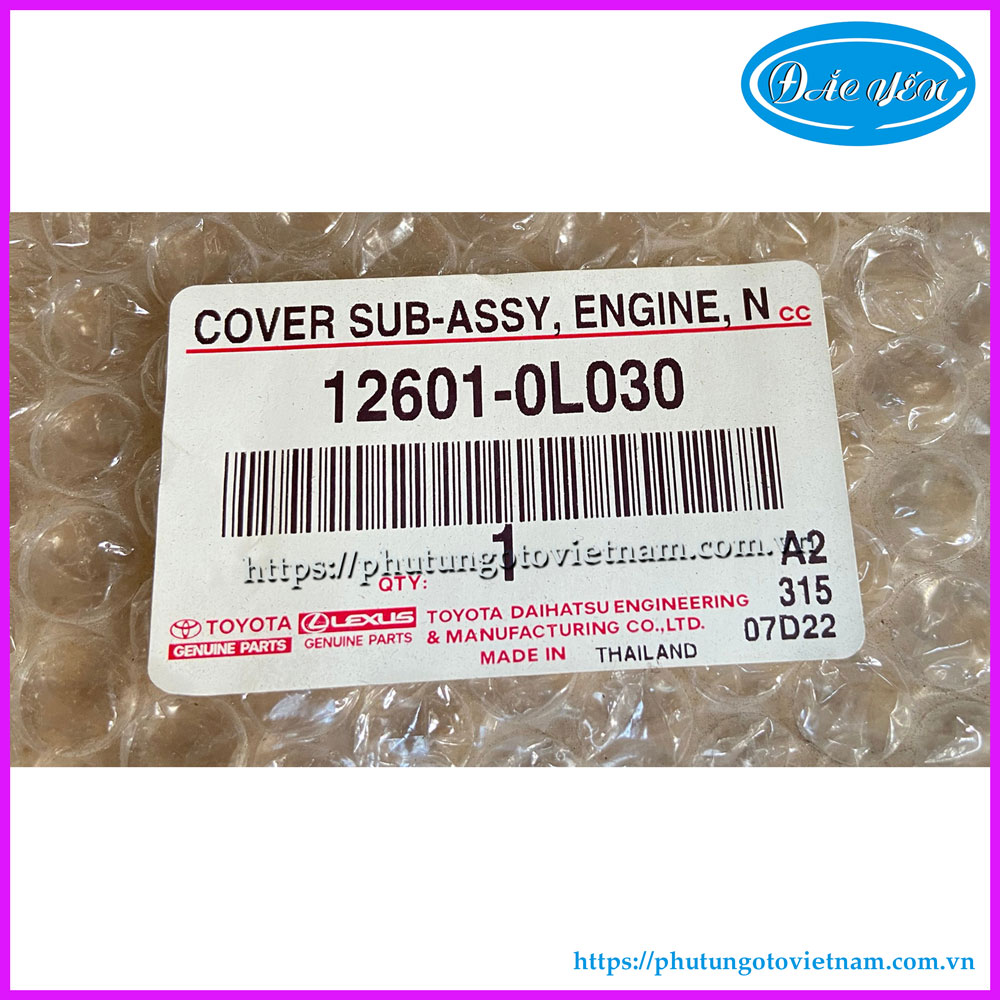 ĐẮC YẾN
COVER SUB-ASSY, ENGINE, N CC
12601-0L030
https://phutungotovietnam.com.vn
QTY: 1
A2
315
07D22
TOYOTA
GENUINE PARTS
LEXUS
GENUINE PARTS
TOYOTA DAIHATSU ENGINEERING
& MANUFACTURING CO.,LTD.
MADE IN THAILAND
https://phutungotovietnam.com.vn